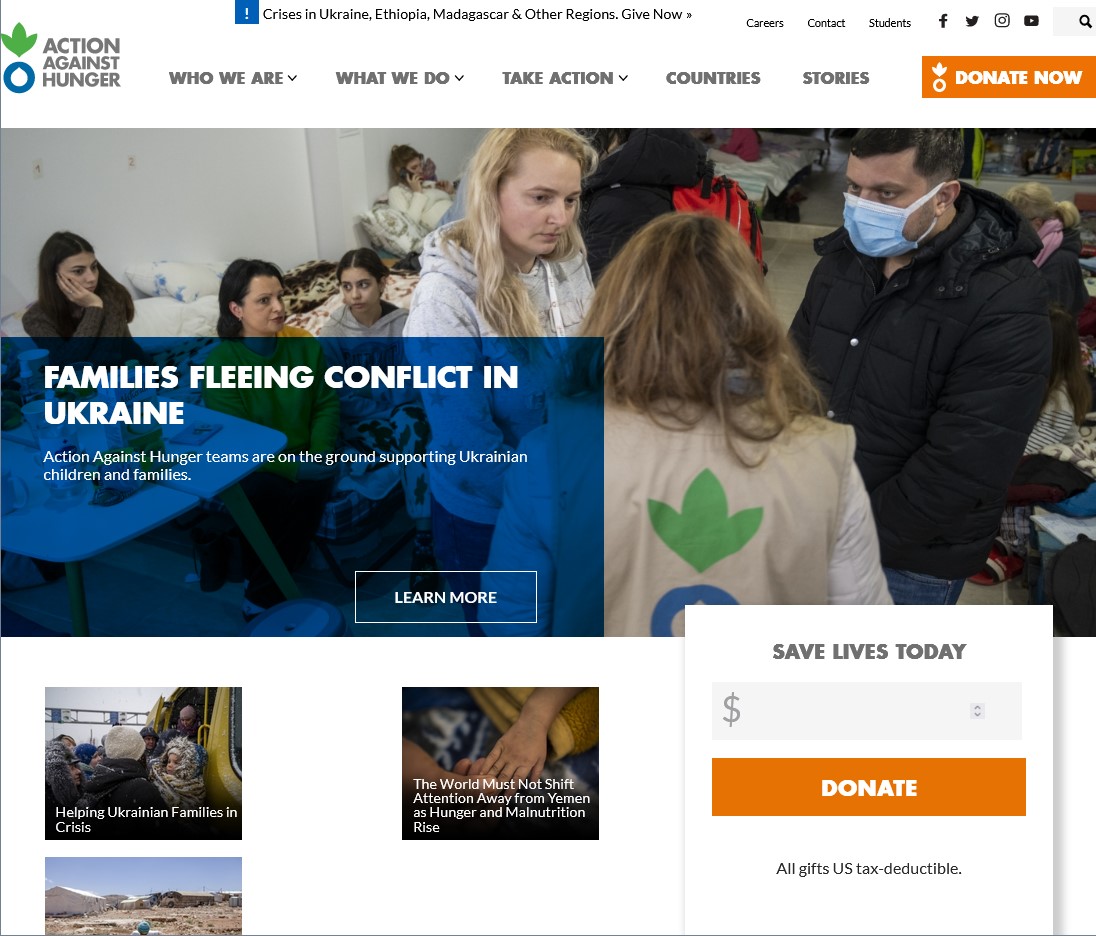 ! Crises in Ukraine, Ethiopia, Madagascar & Other Regions. Give Now »
Careers Contact Students
ACTION
AGAINST
HUNGER
WHO WE ARE WHAT WE DO TAKE ACTION COUNTRIES STORIES DONATE NOW
FAMILIES FLEEING CONFLICT IN
UKRAINE
Action Against Hunger teams are on the ground supporting Ukrainian
children and families.
LEARN MORE
SAVE LIVES TODAY
$
DONATE
All gifts US tax-deductible.
Helping Ukrainian Families in
Crisis
The World Must Not Shift
Attention Away from Yemen
as Hunger and Malnutrition
Rise